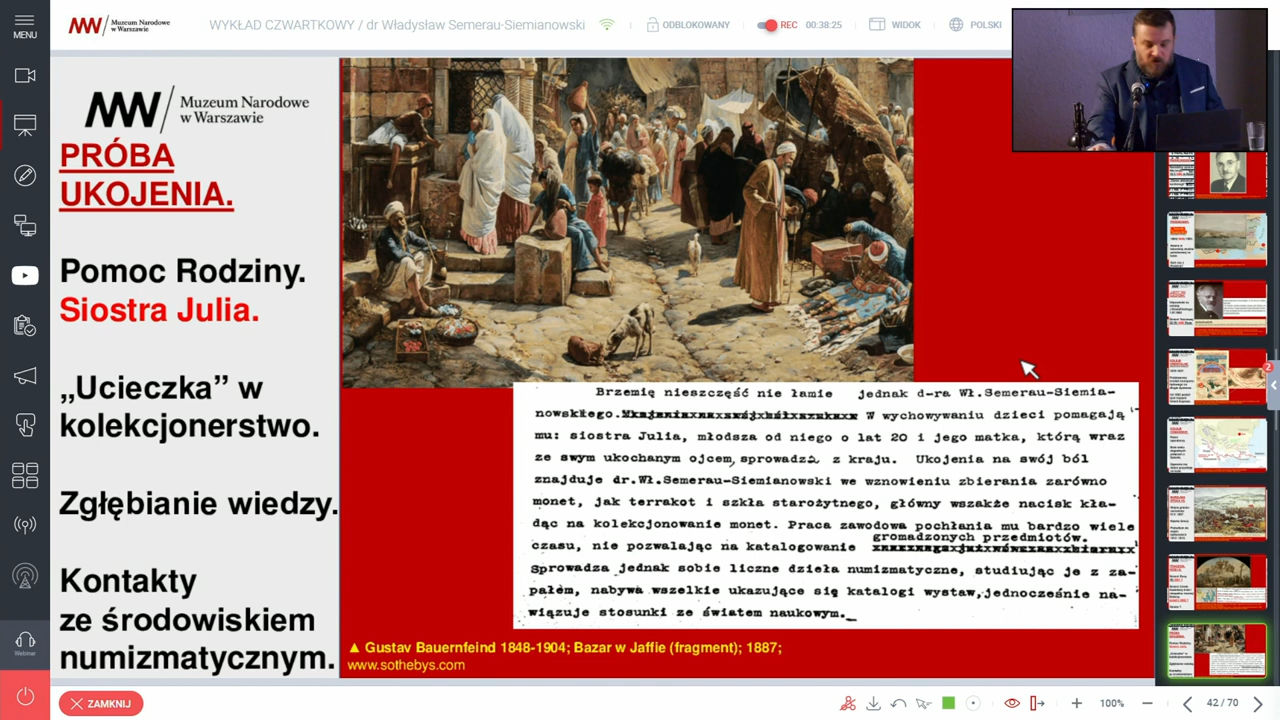 MENU
Muzeum Narodowe
w Warszawie
WYKŁAD CZWARTKOWY / dr Władysław Semerau-Siemianowski
ODBLOKOWANY
REC
00:38:25
WIDOK
POLSKI
Muzeum Narodowe
w Warszawie
PRÓBA
UKOJENIA.
Pomoc Rodziny.
Siostra Julia.
„Ucieczka” w
kolekcjonerstwo.
Zgłębianie wiedzy.
Kontakty
ze środowiskiem
numizmatycznym.
Brzemię nieszczęść nie łamie jednak d-ra Wł.Semerau-Siemia-
nowskiego. W wychowywaniu dzieci pomagają
mu: siostra Julia, młodsza od niego o lat 20 i jego matka, którą wraz
ze swym ukochanym ojcem sprowadza z kraju. Ukojenia na swój ból
znajduje dr.Wł.Semerau-Siemianowski we wznowieniu zbierania zarówno
monet, jak terrakot i szkła starożytnego, główny wszakże nacisk kła-
dąc na kolekcjonowanie monet. Praca zawodowa pochłania mu bardzo wiele
gromadzonych przedmiotów.
czasu, nie pozwalając na katalogowanie
Sprowadza jednak sobie liczne dzieła numizmatyczne, studiując je z za-
pałem, nabywa wszelkie ukazujące się katalogi wystaw, jednocześnie na-
wiązuje stosunki ze światem naukowym.
▲ Gustav Bauernfeind 1848-1904; Bazar w Jaffie (fragment); 1887;
www.sothebys.com
2
Webinar
ZAMKNIJ
100%
42 / 70